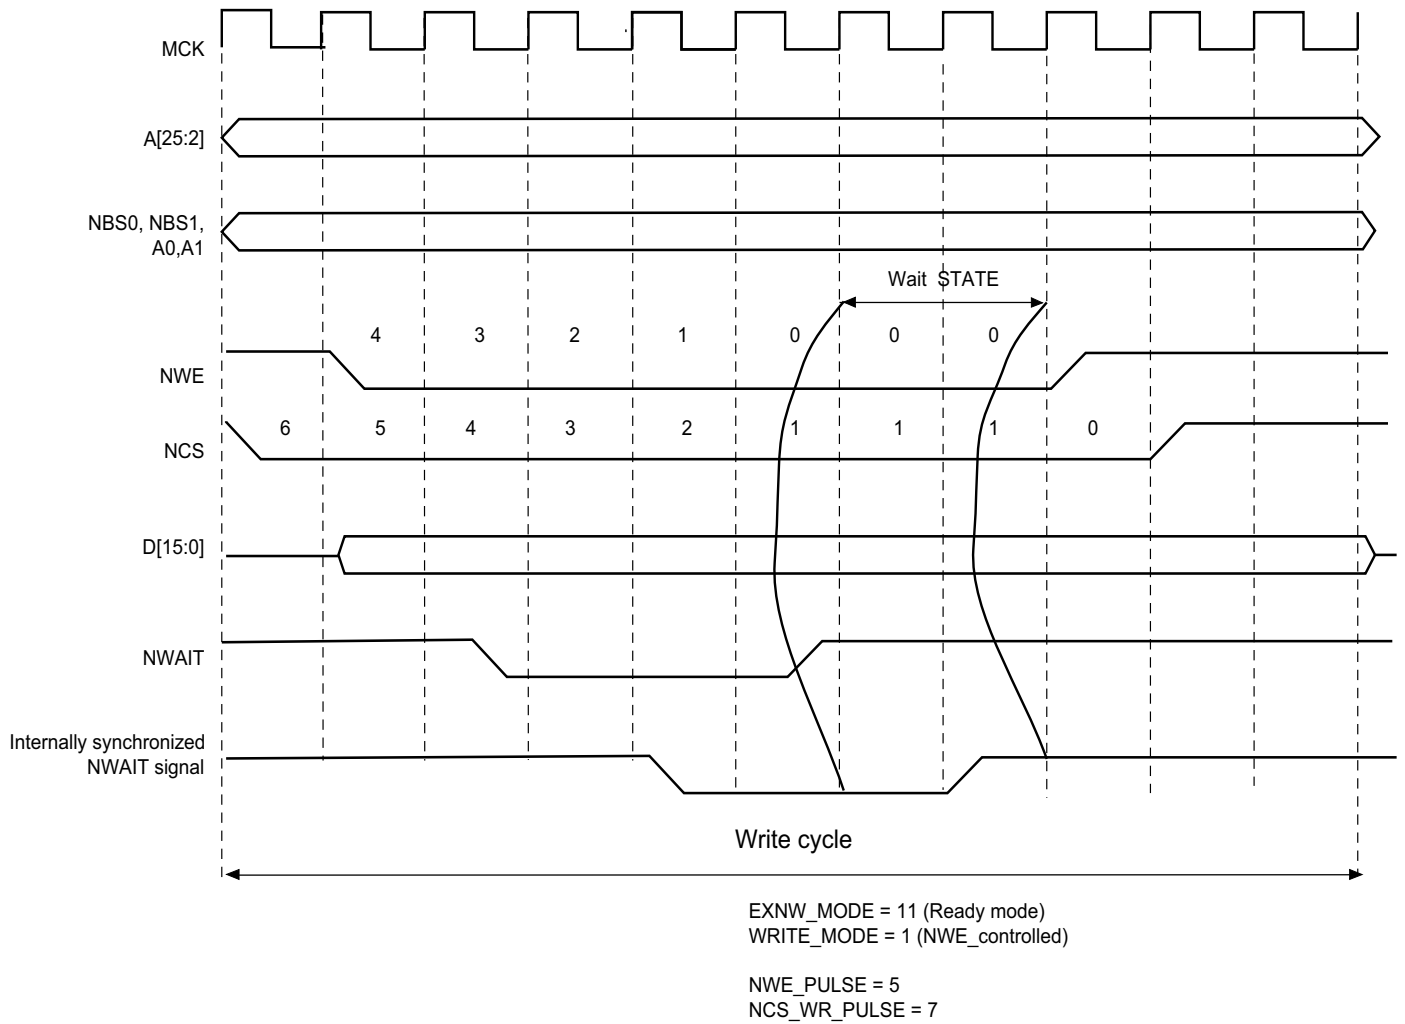 MCK
A[25:2]
NBS0, NBS1,
A0,A1
Wait STATE
4 3 2 1 0 0 0
NWE
6 5 4 3 2 1 1 1 0
NCS
D[15:0]
NWAIT
Internally synchronized
NWAIT signal
Write cycle
EXNW_MODE = 11 (Ready mode)
WRITE_MODE = 1 (NWE_controlled)
NWE_PULSE = 5
NCS_WR_PULSE = 7